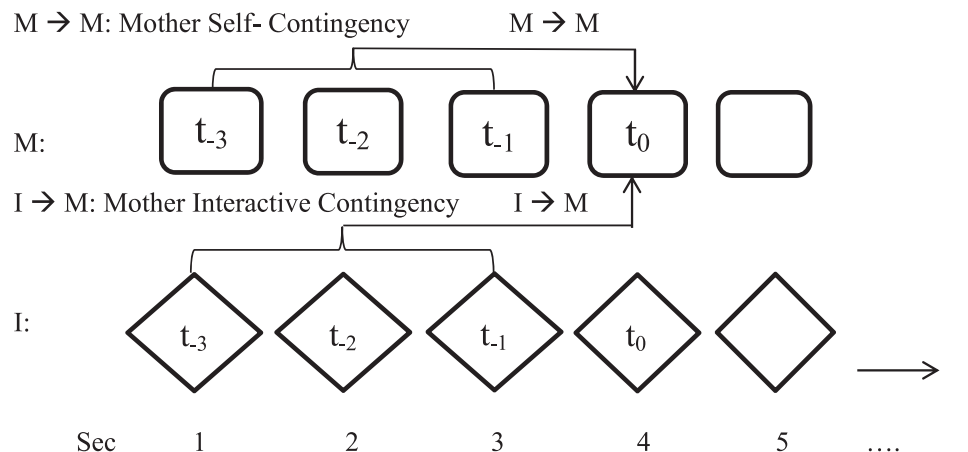 M → M: Mother Self- Contingency M → M
M: t-3 t-2 t-1 t0
I → M: Mother Interactive Contingency I → M
I: t-3 t-2 t-1 t0
Sec 1 2 3 4 5 ....